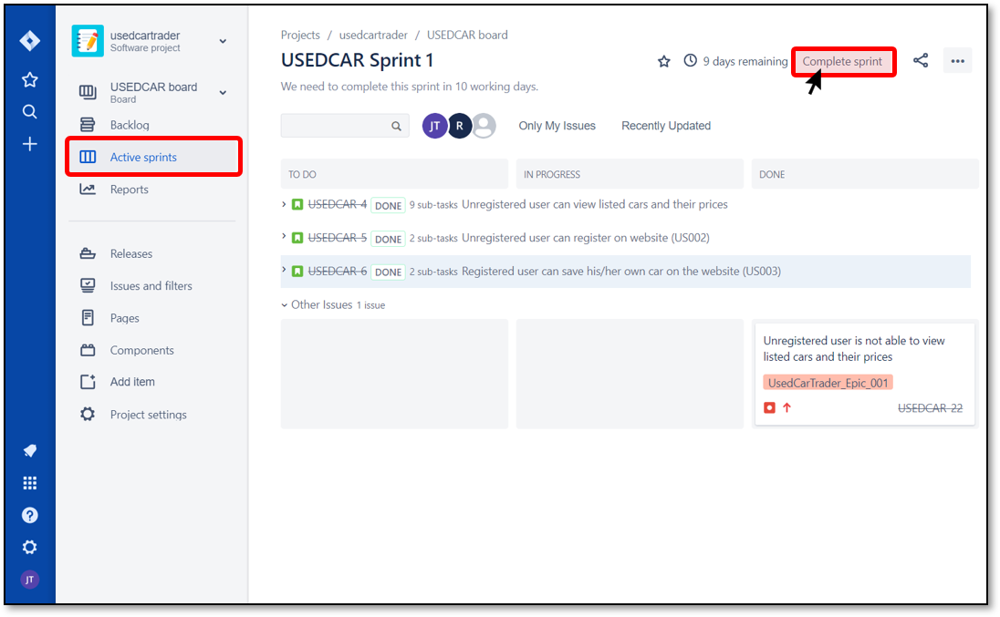 usedcartrader
Software project
USEDCAR board
Board
Backlog
Active sprints
Reports
Releases
Issues and filters
Pages
Components
Add item
Project settings
JT
Projects / usedcartrader / USEDCAR board
USEDCAR Sprint 1
9 days remaining Complete sprint
We need to complete this sprint in 10 working days.
JT R Only My Issues Recently Updated
TO DO IN PROGRESS DONE
USEDCAR-4 DONE 9 sub-tasks Unregistered user can view listed cars and their prices
USEDCAR-5 DONE 2 sub-tasks Unregistered user can register on website (US002)
USEDCAR-6 DONE 2 sub-tasks Registered user can save his/her own car on the website (US003)
Other Issues 1 issue
Unregistered user is not able to view
listed cars and their prices
UsedCarTrader_Epic_001
USEDCAR-22